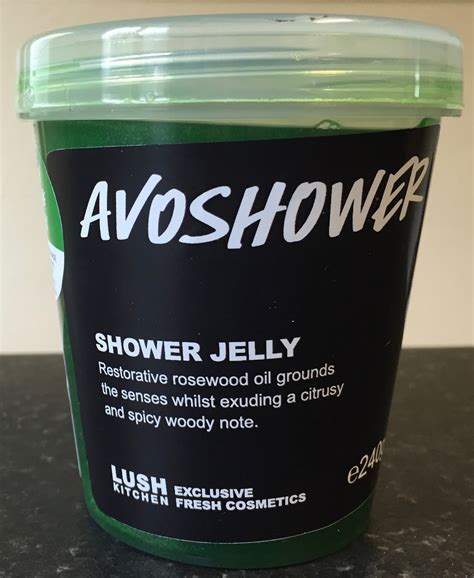 AVOSHOWER
SHOWER JELLY
Restorative rosewood oil grounds
the senses whilst exuding a citrusy
and spicy woody note.
LUSH EXCLUSIVE
KITCHEN FRESH COSMETICS
e240g